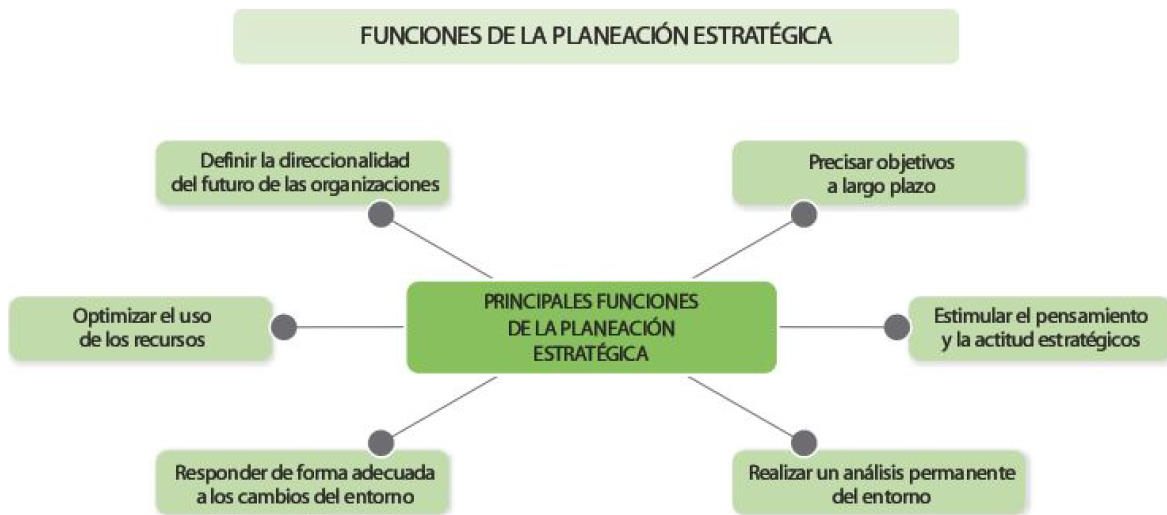 FUNCIONES DE LA PLANEACIÓN ESTRATÉGICA
Definir la direccionalidad
del futuro de las organizaciones
Precisar objetivos
a largo plazo
Optimizar el uso
de los recursos
PRINCIPALES FUNCIONES
DE LA PLANEACIÓN
ESTRATÉGICA
Estimular el pensamiento
y la actitud estratégicos
Responder de forma adecuada
a los cambios del entorno
Realizar un análisis permanente
del entorno